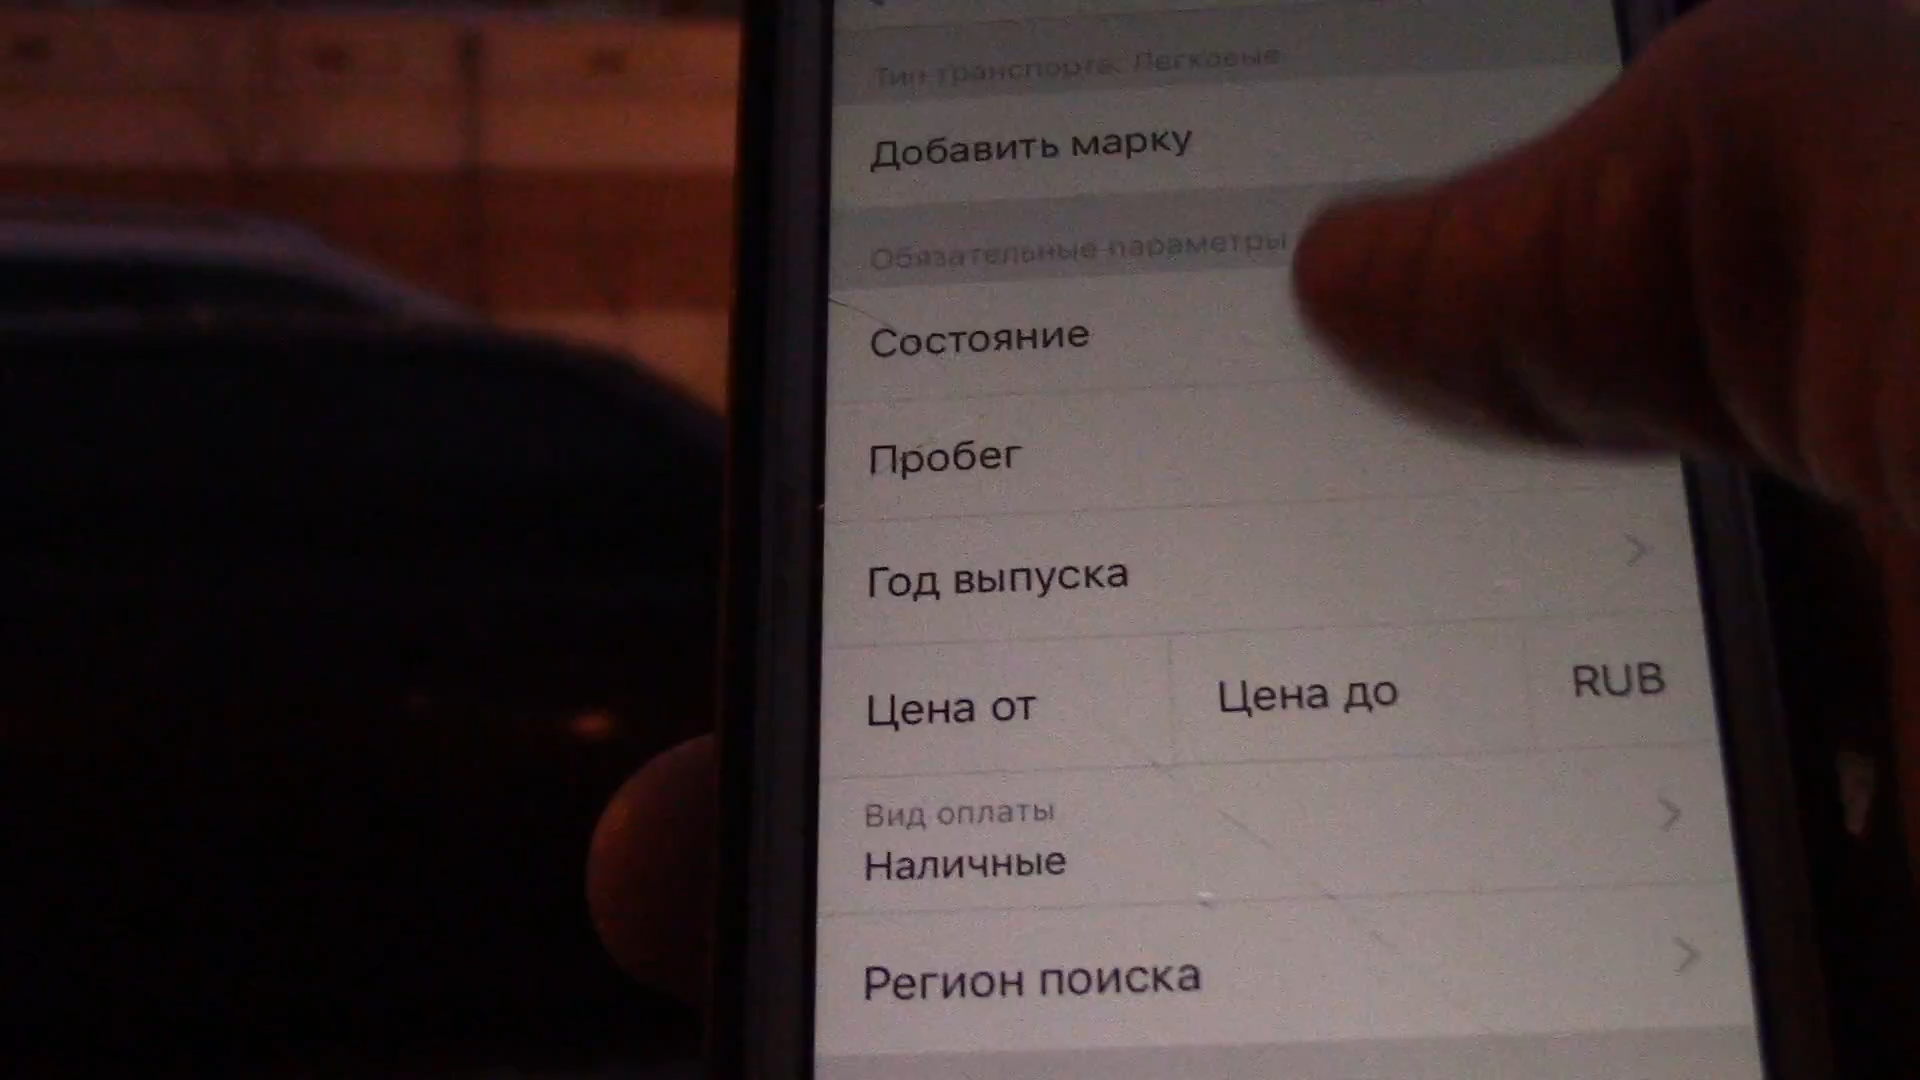 Тип транспорта: Легковые
Добавить марку
Обязательные параметры
Состояние
Пробег
Год выпуска
Цена от Цена до RUB
Вид оплаты
Наличные
Регион поиска